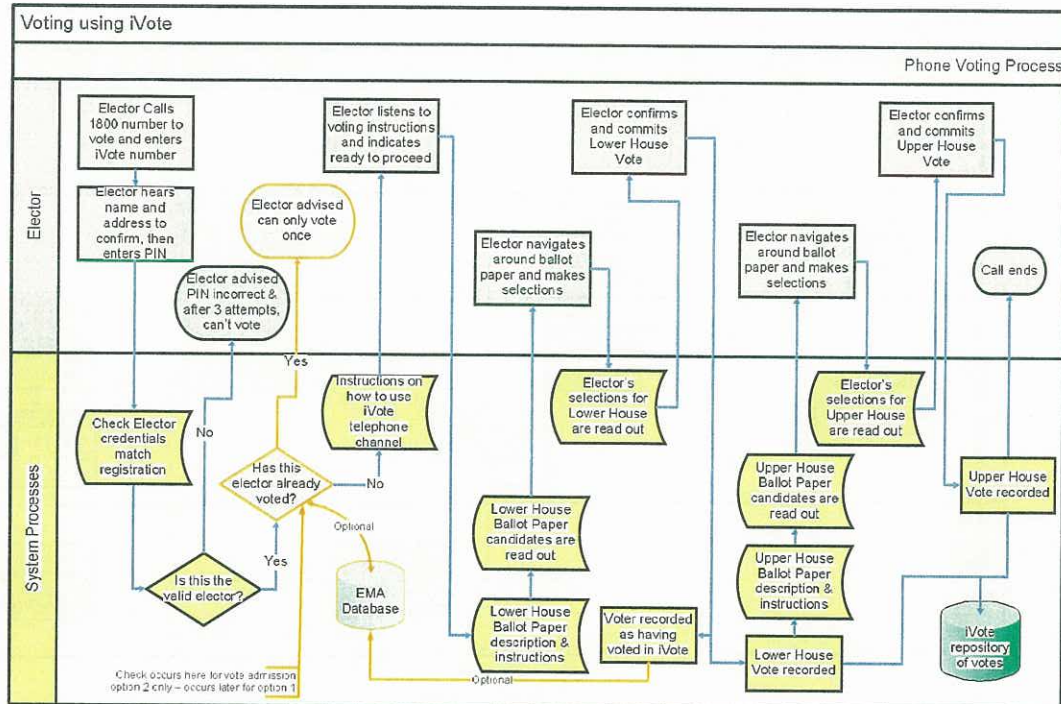 Voting using iVote
Phone Voting Process
Elector
Elector Calls
1800 number to
vote and enters
iVote number
Elector hears
name and
address to
confirm, then
enters PIN
Elector advised
PIN incorrect &
after 3 attempts,
can't vote
Elector advised
can only vote
once
Elector listens to
voting instructions
and indicates
ready to proceed
Elector navigates
around ballot
paper and makes
selections
Elector confirms
and commits
Lower House
Vote
Elector navigates
around ballot
paper and makes
selections
Elector confirms
and commits
Upper House
Vote
Call ends
System Processes
Check Elector
credentials
match
registration
Is this the
valid elector?
No
Yes
Has this
elector already
voted?
Yes
No
Instructions on
how to use
iVote
telephone
channel
Optional
EMA
Database
Check occurs here for vote admission
option 2 only – occurs later for option 1
Optional
Lower House
Ballot Paper
candidates are
read out
Lower House
Ballot Paper
description &
instructions
Elector's
selections for
Lower House
are read out
Voter recorded
as having
voted in iVote
Lower House
Vote recorded
Upper House
Ballot Paper
candidates are
read out
Upper House
Ballot Paper
description &
instructions
Elector's
selections for
Upper House
are read out
Upper House
Vote recorded
iVote
repository
of votes